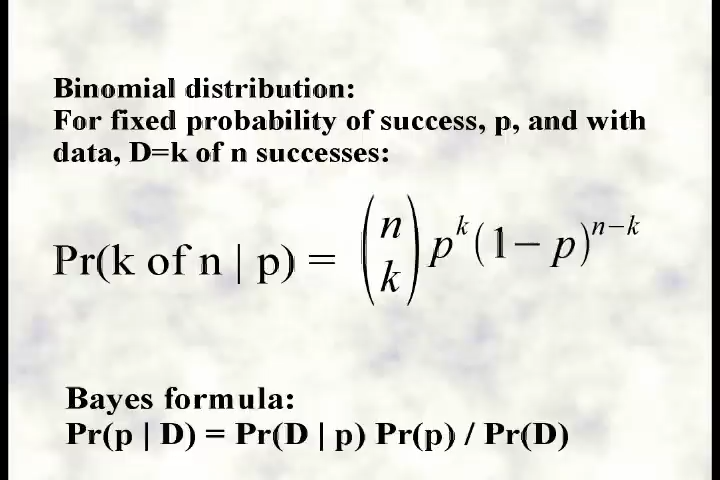 Binomial distribution:
For fixed probability of success, p, and with
data, D=k of n successes:
Pr(k of n | p) = (n k) p^k (1− p)^n−k
Bayes formula:
Pr(p | D) = Pr(D | p) Pr(p) / Pr(D)